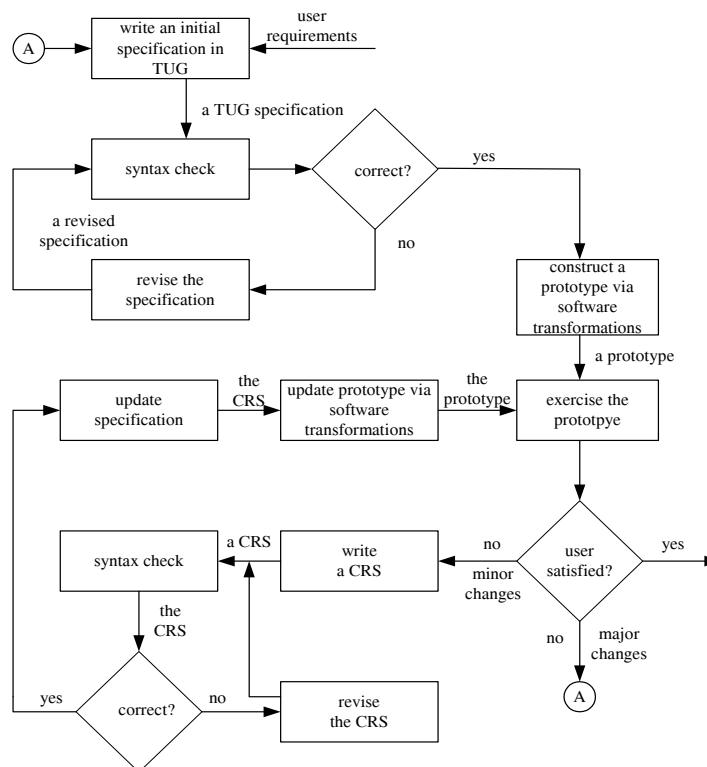 user
requirements
A
write an initial
specification in
TUG
a TUG specification
syntax check
correct?
yes
a revised
specification
no
revise the
specification
construct a
prototype via
software
transformations
a prototype
update
specification
the
CRS
update prototype via
software
transformations
the
prototype
exercise the
prototpye
syntax check
a CRS
write
a CRS
no
minor
changes
user
satisfied?
yes
the
CRS
no
major
changes
yes
correct?
no
revise
the CRS
A